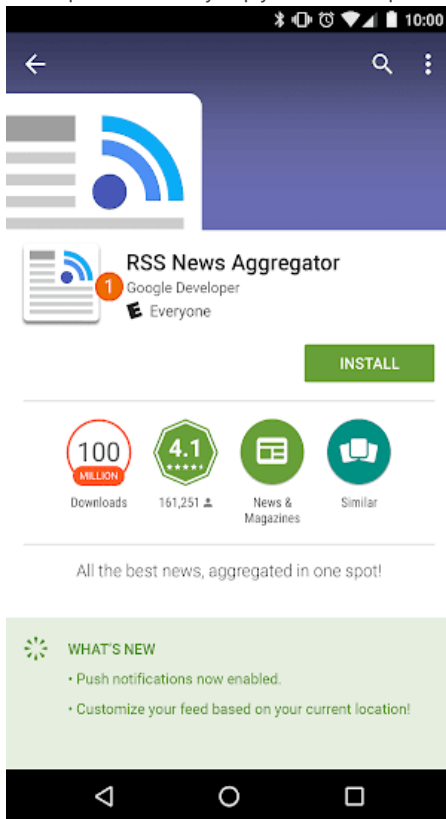 10:00
1
RSS News Aggregator
Google Developer
E Everyone
INSTALL
100
MILLION
Downloads
4.1
161,251
News &
Magazines
Similar
All the best news, aggregated in one spot!
WHAT'S NEW
• Push notifications now enabled.
• Customize your feed based on your current location!